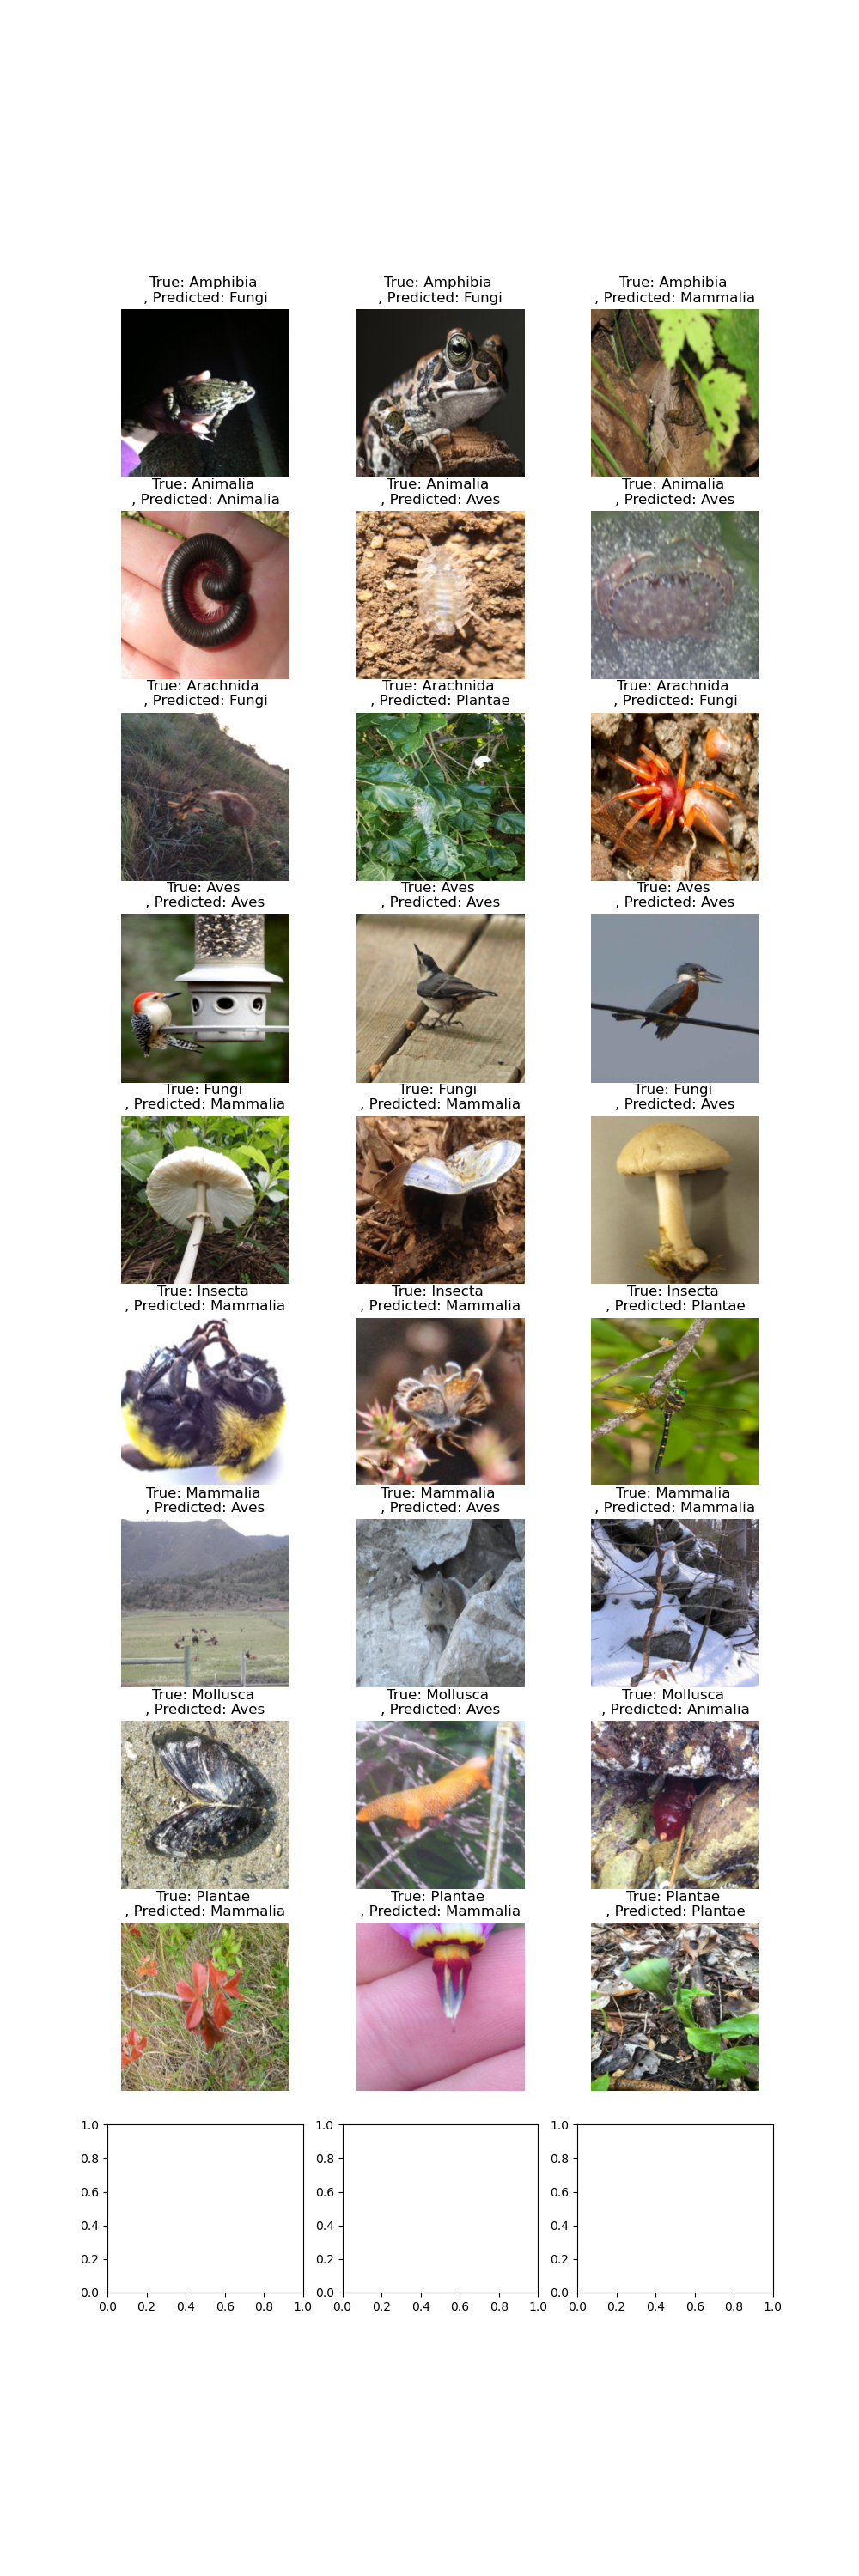 True: Amphibia
, Predicted: Fungi
True: Amphibia
, Predicted: Fungi
True: Amphibia
, Predicted: Mammalia
True: Animalia
, Predicted: Animalia
True: Animalia
, Predicted: Aves
True: Animalia
, Predicted: Aves
True: Arachnida
, Predicted: Fungi
True: Arachnida
, Predicted: Plantae
True: Arachnida
, Predicted: Fungi
True: Aves
, Predicted: Aves
True: Aves
, Predicted: Aves
True: Aves
, Predicted: Aves
True: Fungi
, Predicted: Mammalia
True: Fungi
, Predicted: Mammalia
True: Fungi
, Predicted: Aves
True: Insecta
, Predicted: Mammalia
True: Insecta
, Predicted: Mammalia
True: Insecta
, Predicted: Plantae
True: Mammalia
, Predicted: Aves
True: Mammalia
, Predicted: Aves
True: Mammalia
, Predicted: Mammalia
True: Mollusca
, Predicted: Aves
True: Mollusca
, Predicted: Aves
True: Mollusca
, Predicted: Animalia
True: Plantae
, Predicted: Mammalia
True: Plantae
, Predicted: Mammalia
True: Plantae
, Predicted: Plantae
1.0
0.8
0.6
0.4
0.2
0.0
0.0 0.2 0.4 0.6 0.8 1.0
1.0
0.8
0.6
0.4
0.2
0.0
0.0 0.2 0.4 0.6 0.8 1.0
1.0
0.8
0.6
0.4
0.2
0.0
0.0 0.2 0.4 0.6 0.8 1.0